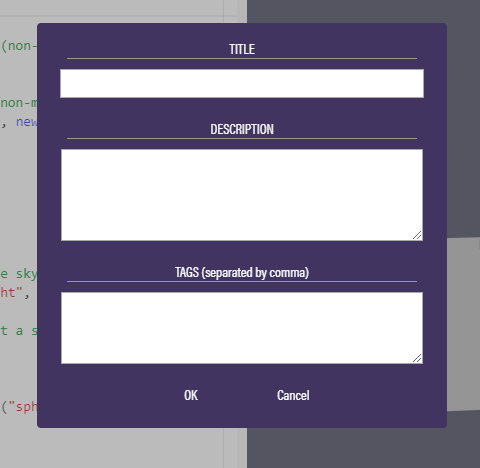 (non-
TITLE
non-m
, new
DESCRIPTION
e sky
TAGS (separated by comma)
ht",
t a s
OK Cancel
("sph